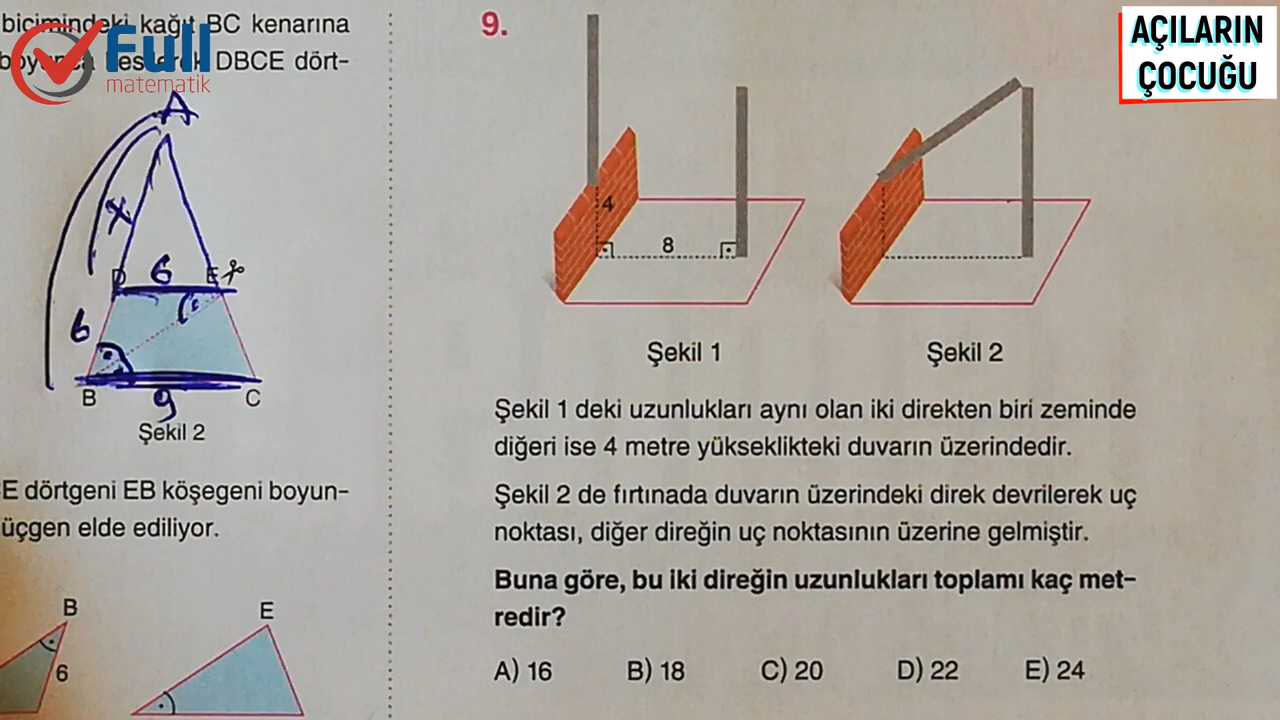 biçimindeki kağıt BC kenarına
boyunca kesilerek DBCE dört-
Full
matematik
A
x
D
6
E
6
B
9
C
Şekil 2
E dörtgeni EB köşegeni boyun-
üçgen elde ediliyor.
B
6
E
9.
4
8
Şekil 1
Şekil 2
Şekil 1 deki uzunlukları aynı olan iki direkten biri zeminde
diğeri ise 4 metre yükseklikteki duvarın üzerindedir.
Şekil 2 de fırtınada duvarın üzerindeki direk devrilerek uç
noktası, diğer direğin uç noktasının üzerine gelmiştir.
Buna göre, bu iki direğin uzunlukları toplamı kaç met-
redir?
A) 16 B) 18 C) 20 D) 22 E) 24
AÇILARIN
ÇOCUĞU